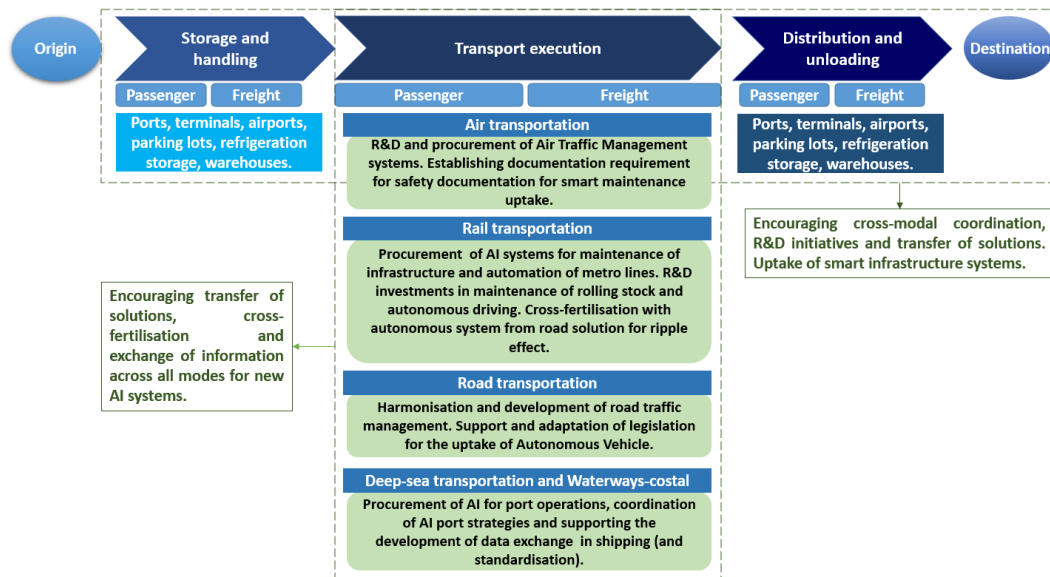 Origin
Storage and
handling
Transport execution
Distribution and
unloading
Destination
Passenger
Freight
Passenger
Freight
Passenger
Freight
Ports, terminals, airports,
parking lots, refrigeration
storage, warehouses.
Air transportation
R&D and procurement of Air Traffic Management
systems. Establishing documentation requirement
for safety documentation for smart maintenance
uptake.
Ports, terminals, airports,
parking lots, refrigeration
storage, warehouses.
Rail transportation
Procurement of AI systems for maintenance of
infrastructure and automation of metro lines. R&D
investments in maintenance of rolling stock and
autonomous driving. Cross-fertilisation with
autonomous system from road solution for ripple
effect.
Encouraging cross-modal coordination,
R&D initiatives and transfer of solutions.
Uptake of smart infrastructure systems.
Encouraging transfer of
solutions, cross-
fertilisation and
exchange of information
across all modes for new
AI systems.
Road transportation
Harmonisation and development of road traffic
management. Support and adaptation of legislation
for the uptake of Autonomous Vehicle.
Deep-sea transportation and Waterways-costal
Procurement of AI for port operations, coordination
of AI port strategies and supporting the
development of data exchange in shipping (and
standardisation).